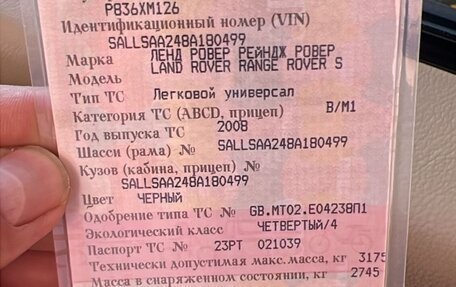 Р836ХМ126
Идентификационный номер (VIN)
SALLSAA248A180499
Марка ЛЕНД РОВЕР РЕЙНДЖ РОВЕР
Модель LAND ROVER RANGE ROVER S
Тип ТС Легковой универсал
Категория ТС (ABCD, прицеп) B/M1
Год выпуска ТС 2008
Шасси (рама) № SALLSAA248A180499
Кузов (кабина, прицеп) №
SALLSAA248A180499
Цвет ЧЕРНЫЙ
Одобрение типа ТС № GB.MT02.E04238П1
Экологический класс ЧЕТВЕРТЫЙ/4
Паспорт ТС № 23РТ 021039
Технически допустимая макс. масса, кг 3175
Масса в снаряженном состоянии, кг 2745